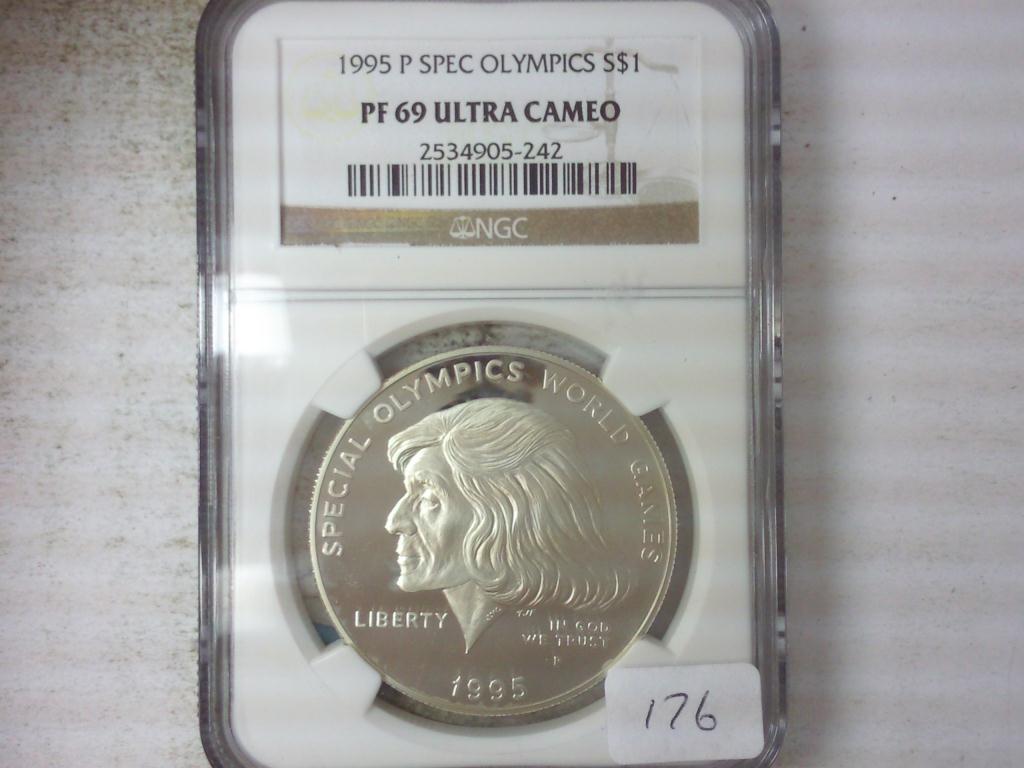 1995 P SPEC OLYMPICS S$1
PF 69 ULTRA CAMEO
2534905-242
NGC
SPECIAL OLYMPICS WORLD GAMES
LIBERTY
IN GOD
WE TRUST
P
1995
176